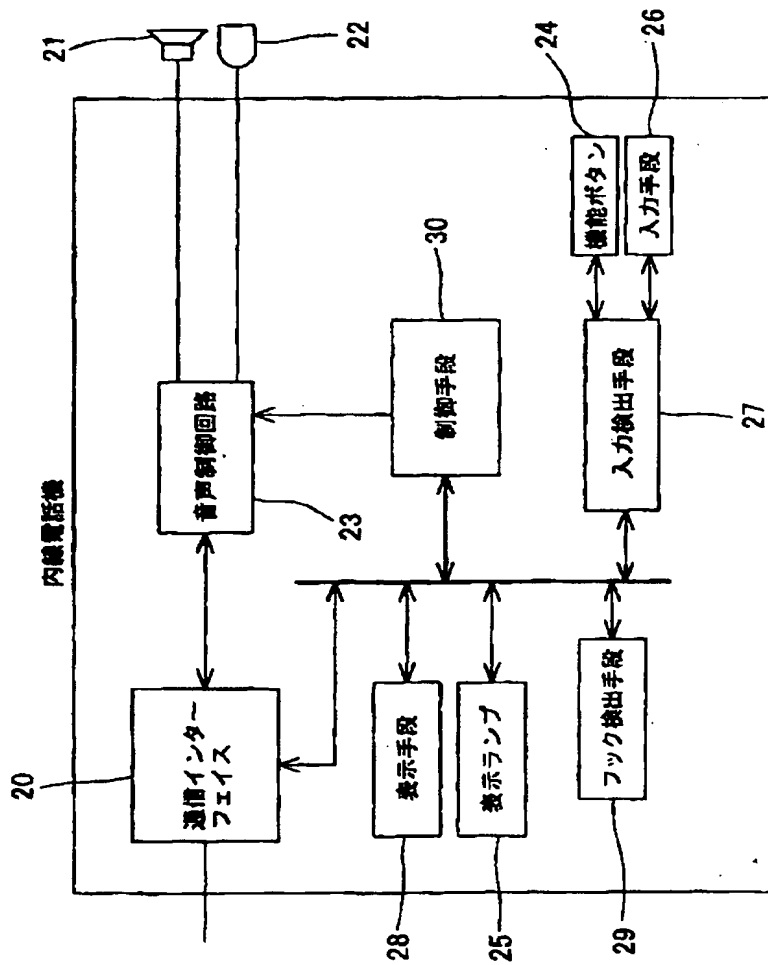 内線電話機
20
通信インター
フェイス
音声制御回路
23
21
22
30
制御手段
28
表示手段
25
表示ランプ
29
フック検出手段
入力検出手段
27
機能ボタン
24
入力手段
26